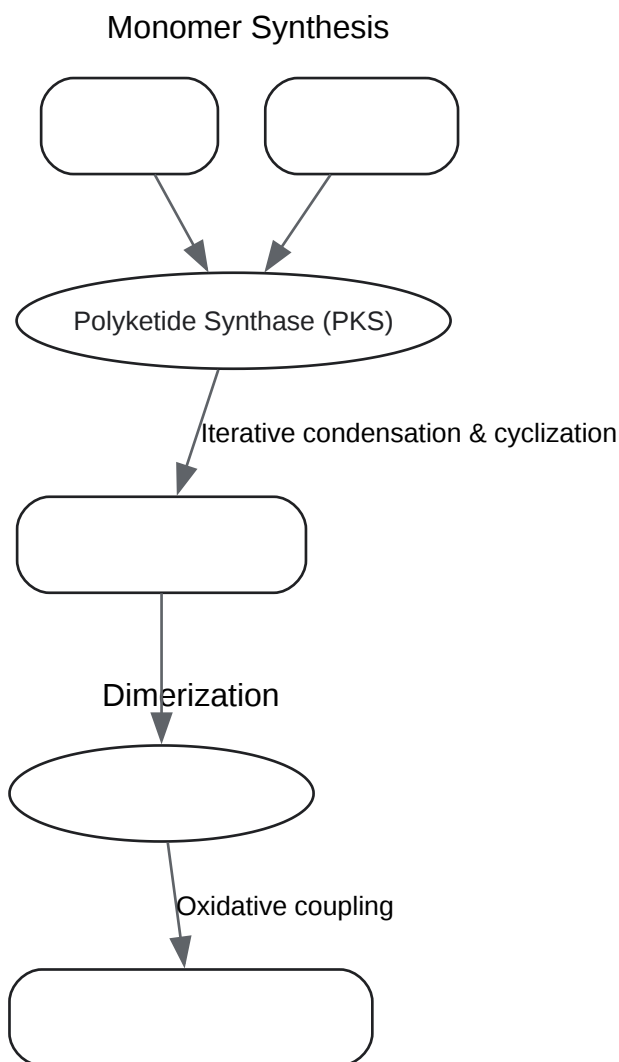 Monomer Synthesis
Polyketide Synthase (PKS)
Iterative condensation & cyclization
Dimerization
Oxidative coupling